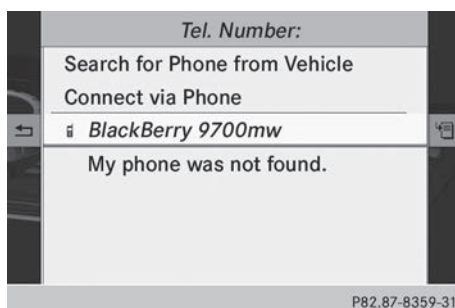 Tel. Number:
Search for Phone from Vehicle
Connect via Phone
BlackBerry 9700mw
My phone was not found.
P82.87-8359-31